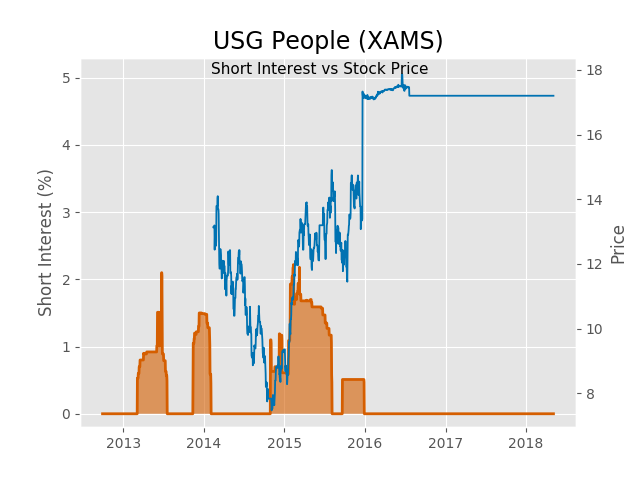 USG People (XAMS)
Short Interest vs Stock Price
Short Interest (%)
5
4
3
2
1
0
18
16
14
12
10
8
Price
2013 2014 2015 2016 2017 2018